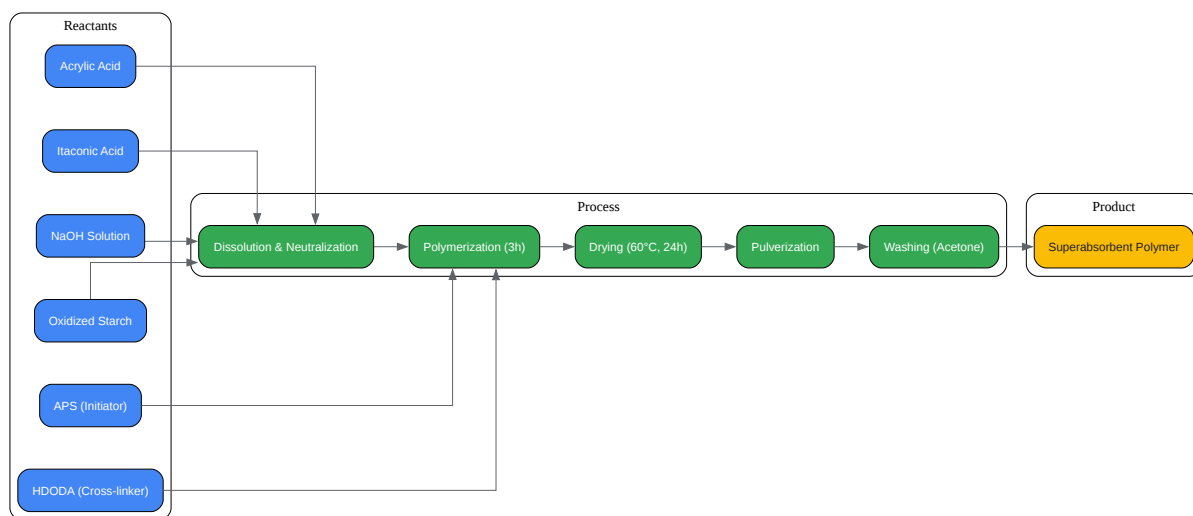 Reactants
Acrylic Acid
Itaconic Acid
NaOH Solution
Oxidized Starch
APS (Initiator)
HDODA (Cross-linker)
Process
Dissolution & Neutralization
Polymerization (3h)
Drying (60°C, 24h)
Pulverization
Washing (Acetone)
Product
Superabsorbent Polymer